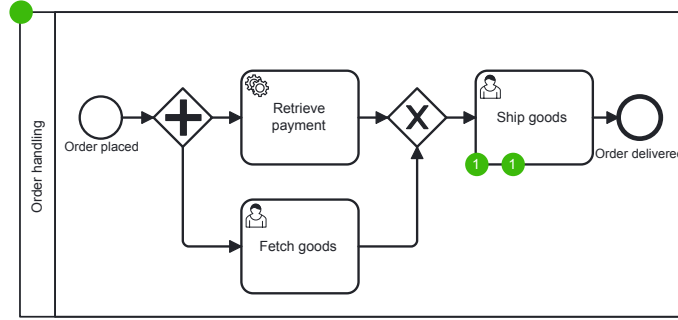 Order handling
Order placed
Retrieve
payment
Fetch goods
X
Ship goods
1 1
Order delivered